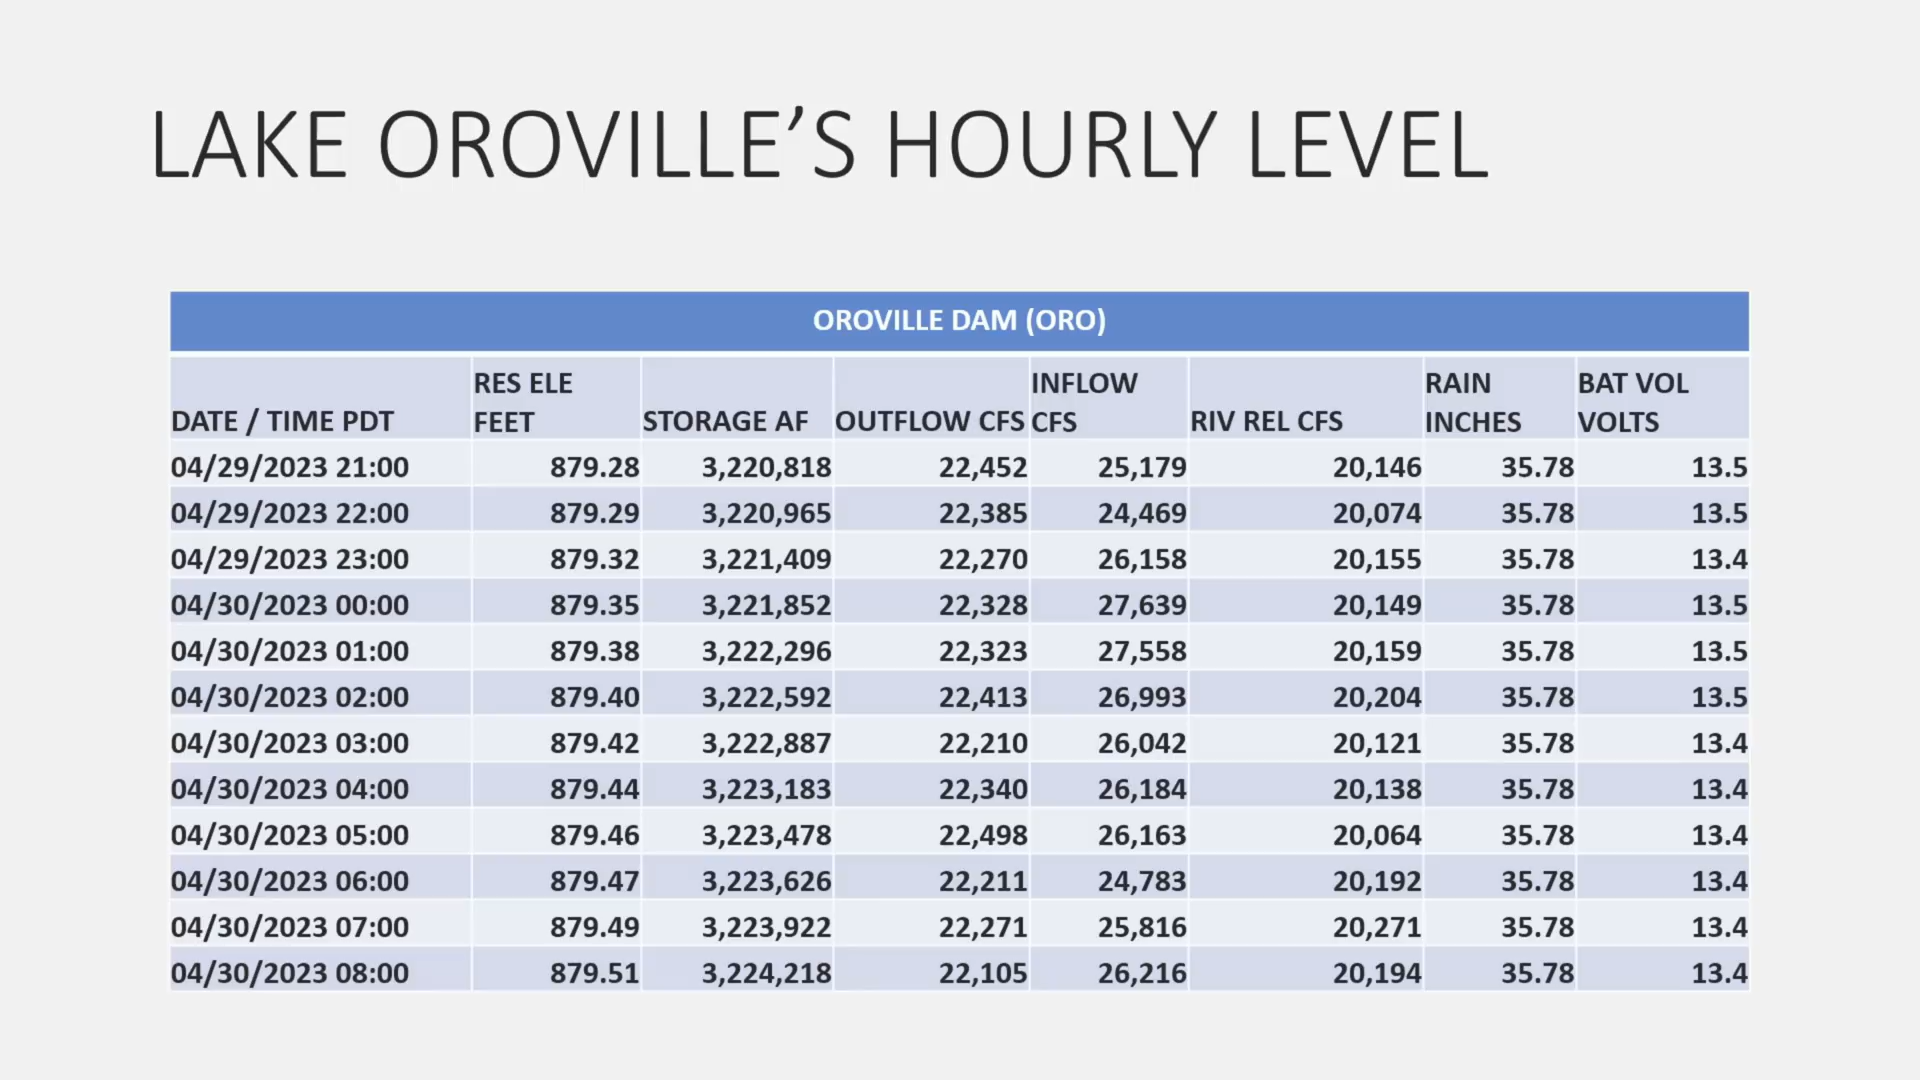 LAKE OROVILLE’S HOURLY LEVEL
OROVILLE DAM (ORO)
DATE / TIME PDT RES ELE FEET STORAGE AF OUTFLOW CFS INFLOW CFS RIV REL CFS RAIN INCHES BAT VOL VOLTS
04/29/2023 21:00 879.28 3,220,818 22,452 25,179 20,146 35.78 13.5
04/29/2023 22:00 879.29 3,220,965 22,385 24,469 20,074 35.78 13.5
04/29/2023 23:00 879.32 3,221,409 22,270 26,158 20,155 35.78 13.4
04/30/2023 00:00 879.35 3,221,852 22,328 27,639 20,149 35.78 13.5
04/30/2023 01:00 879.38 3,222,296 22,323 27,558 20,159 35.78 13.5
04/30/2023 02:00 879.40 3,222,592 22,413 26,993 20,204 35.78 13.5
04/30/2023 03:00 879.42 3,222,887 22,210 26,042 20,121 35.78 13.4
04/30/2023 04:00 879.44 3,223,183 22,340 26,184 20,138 35.78 13.4
04/30/2023 05:00 879.46 3,223,478 22,498 26,163 20,064 35.78 13.4
04/30/2023 06:00 879.47 3,223,626 22,211 24,783 20,192 35.78 13.4
04/30/2023 07:00 879.49 3,223,922 22,271 25,816 20,271 35.78 13.4
04/30/2023 08:00 879.51 3,224,218 22,105 26,216 20,194 35.78 13.4